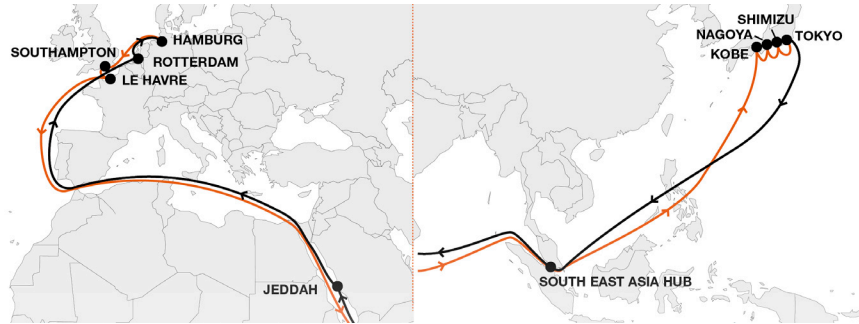 HAMBURG
SOUTHAMPTON
ROTTERDAM
LE HAVRE
JEDDAH
SHIMIZU
NAGOYA
TOKYO
KOBE
SOUTH EAST ASIA HUB